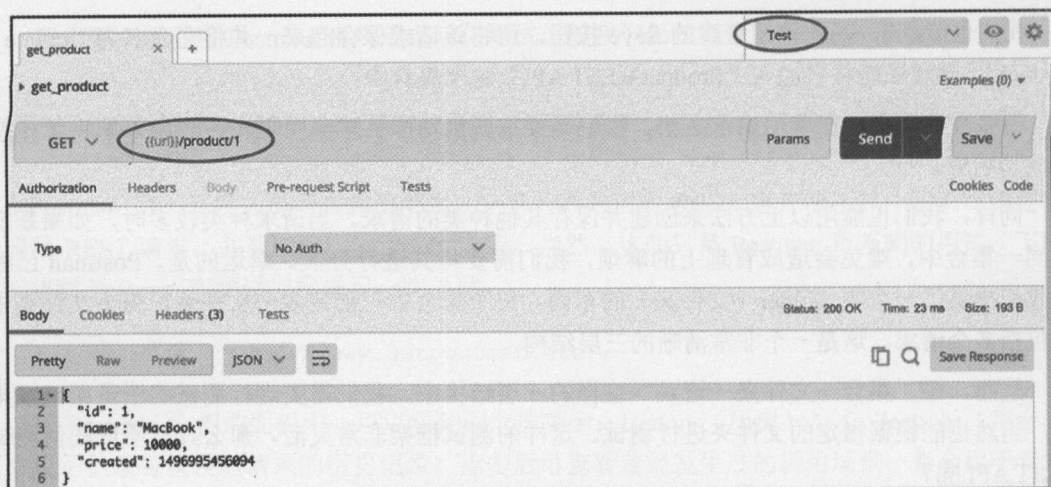 get_product × +
Test
▸ get_product
Examples (0) ▾
GET {{url}}/product/1 Params Send Save
Authorization Headers Body Pre-request Script Tests Cookies Code
Type No Auth
Body Cookies Headers (3) Tests Status: 200 OK Time: 23 ms Size: 193 B
Pretty Raw Preview JSON Save Response
1 {
2 "id": 1,
3 "name": "MacBook",
4 "price": 10000,
5 "created": 1496995456094
6 }